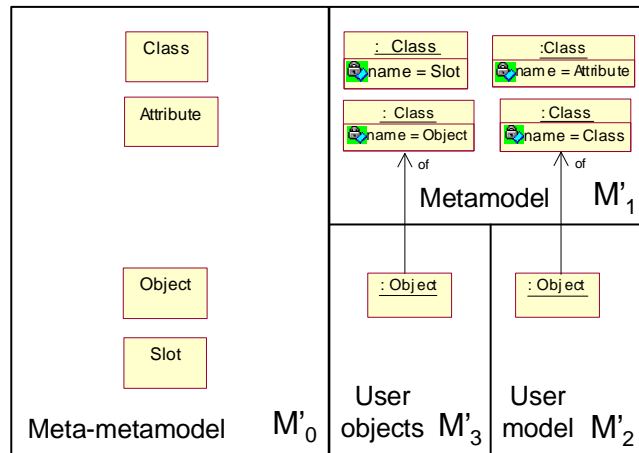 Class
Attribute
Object
Slot
Meta-metamodel M'0
: Class
name = Slot
:Class
name = Attribute
: Class
name = Object
:Class
name = Class
of
of
Metamodel M'1
: Object
User
objects M'3
: Object
User
model M'2